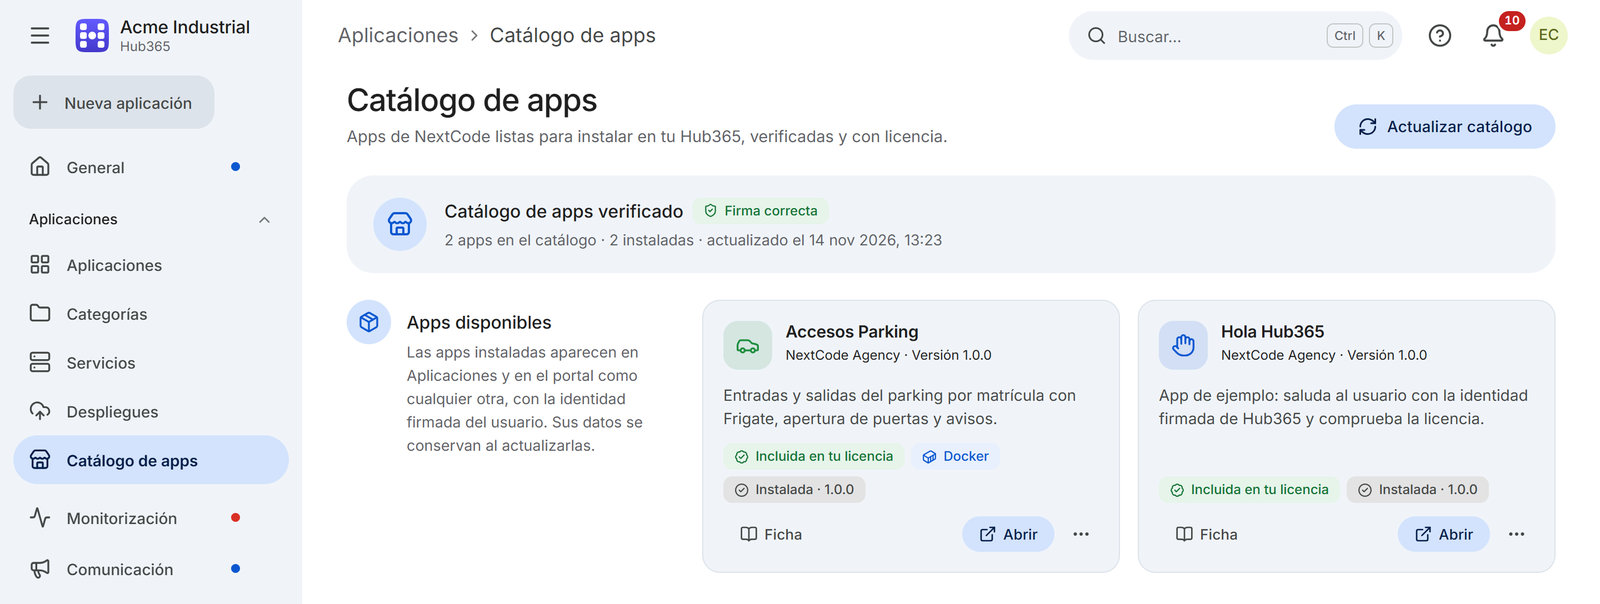 Acme Industrial
Hub365
Nueva aplicación
General
Aplicaciones
Aplicaciones
Categorías
Servicios
Despliegues
Catálogo de apps
Monitorización
Comunicación
Aplicaciones > Catálogo de apps
Buscar...
Ctrl K
10
EC
Catálogo de apps
Apps de NextCode listas para instalar en tu Hub365, verificadas y con licencia.
Actualizar catálogo
Catálogo de apps verificado
Firma correcta
2 apps en el catálogo · 2 instaladas · actualizado el 14 nov 2026, 13:23
Apps disponibles
Las apps instaladas aparecen en
Aplicaciones y en el portal como
cualquier otra, con la identidad
firmada del usuario. Sus datos se
conservan al actualizarlas.
Accesos Parking
NextCode Agency · Versión 1.0.0
Entradas y salidas del parking por matrícula con
Frigate, apertura de puertas y avisos.
Incluida en tu licencia
Docker
Instalada · 1.0.0
Ficha
Abrir
Hola Hub365
NextCode Agency · Versión 1.0.0
App de ejemplo: saluda al usuario con la identidad
firmada de Hub365 y comprueba la licencia.
Incluida en tu licencia
Instalada · 1.0.0
Ficha
Abrir